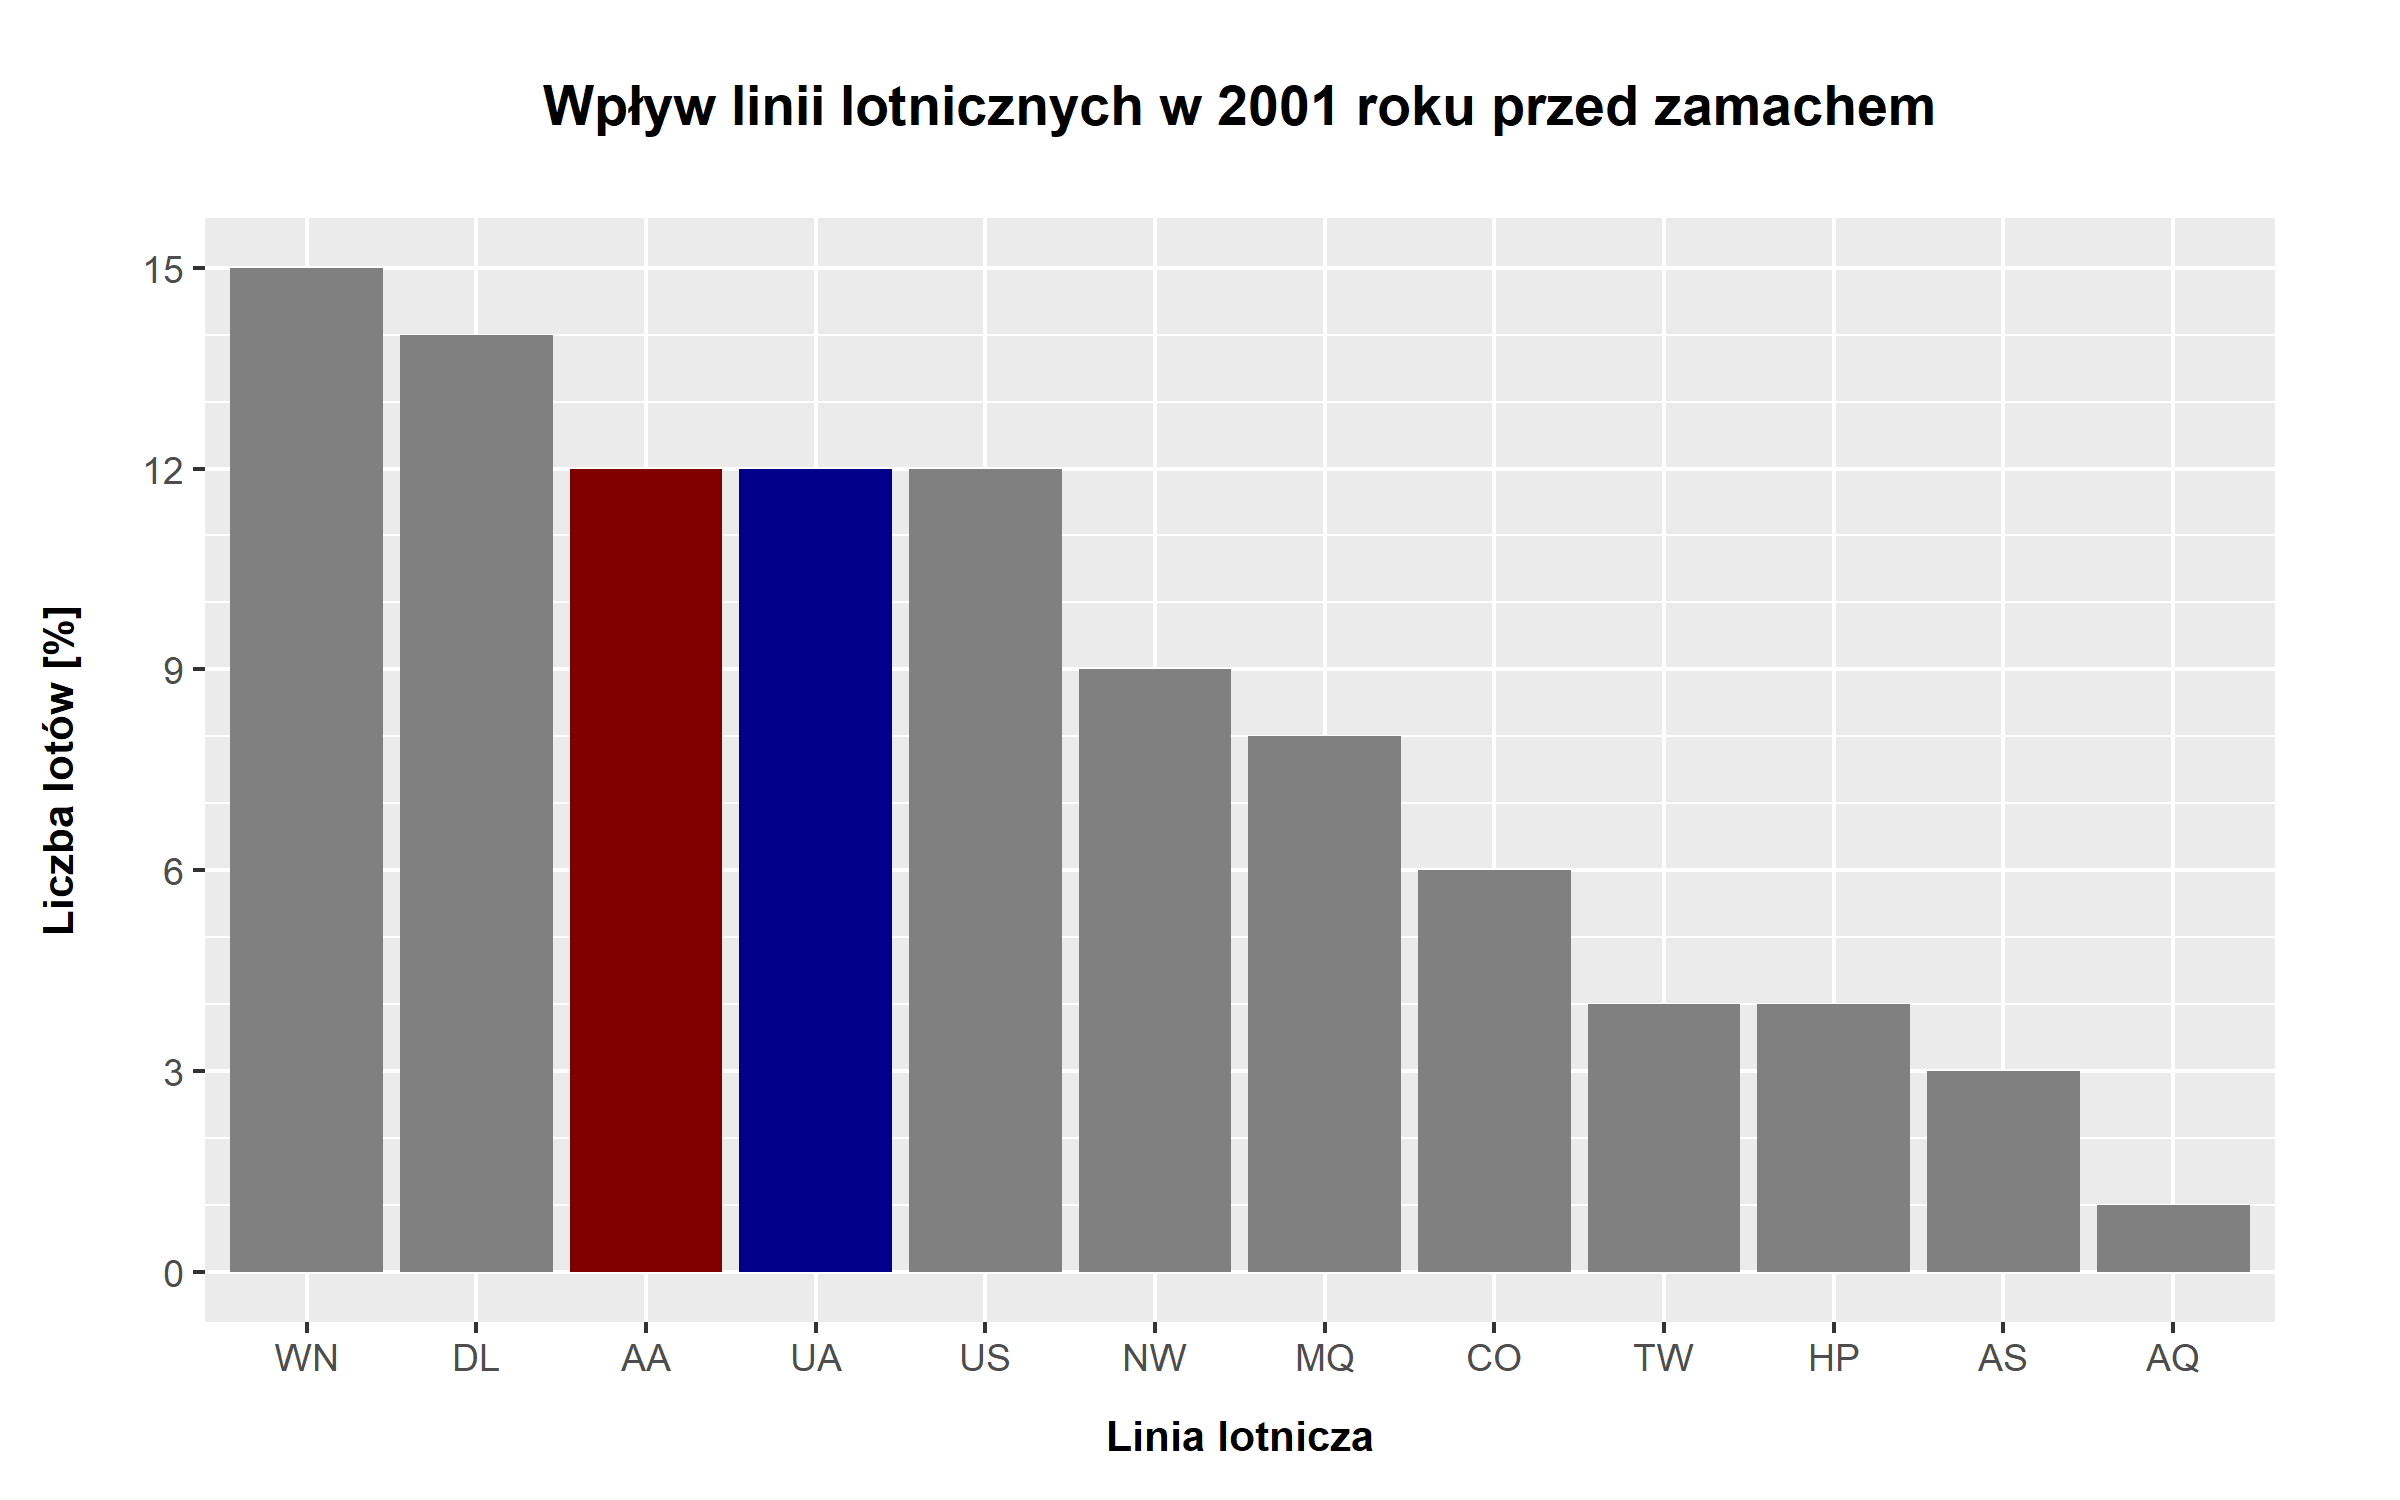 Wpływ linii lotnicznych w 2001 roku przed zamachem
Liczba lotów [%]
15
12
9
6
3
0
WN DL AA UA US NW MQ CO TW HP AS AQ
Linia lotnicza